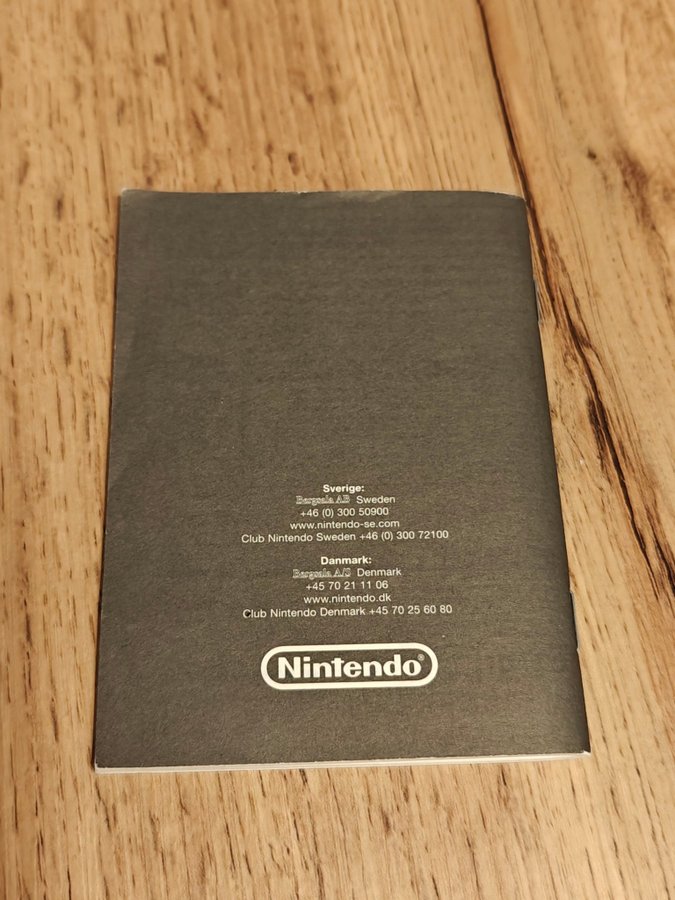 Sverige:
Bergsala AB Sweden
+46 (0) 300 50900
www.nintendo-se.com
Club Nintendo Sweden +46 (0) 300 72100
Danmark:
Bergsala A/S Denmark
+45 70 21 11 06
www.nintendo.dk
Club Nintendo Denmark +45 70 25 60 80
Nintendo®